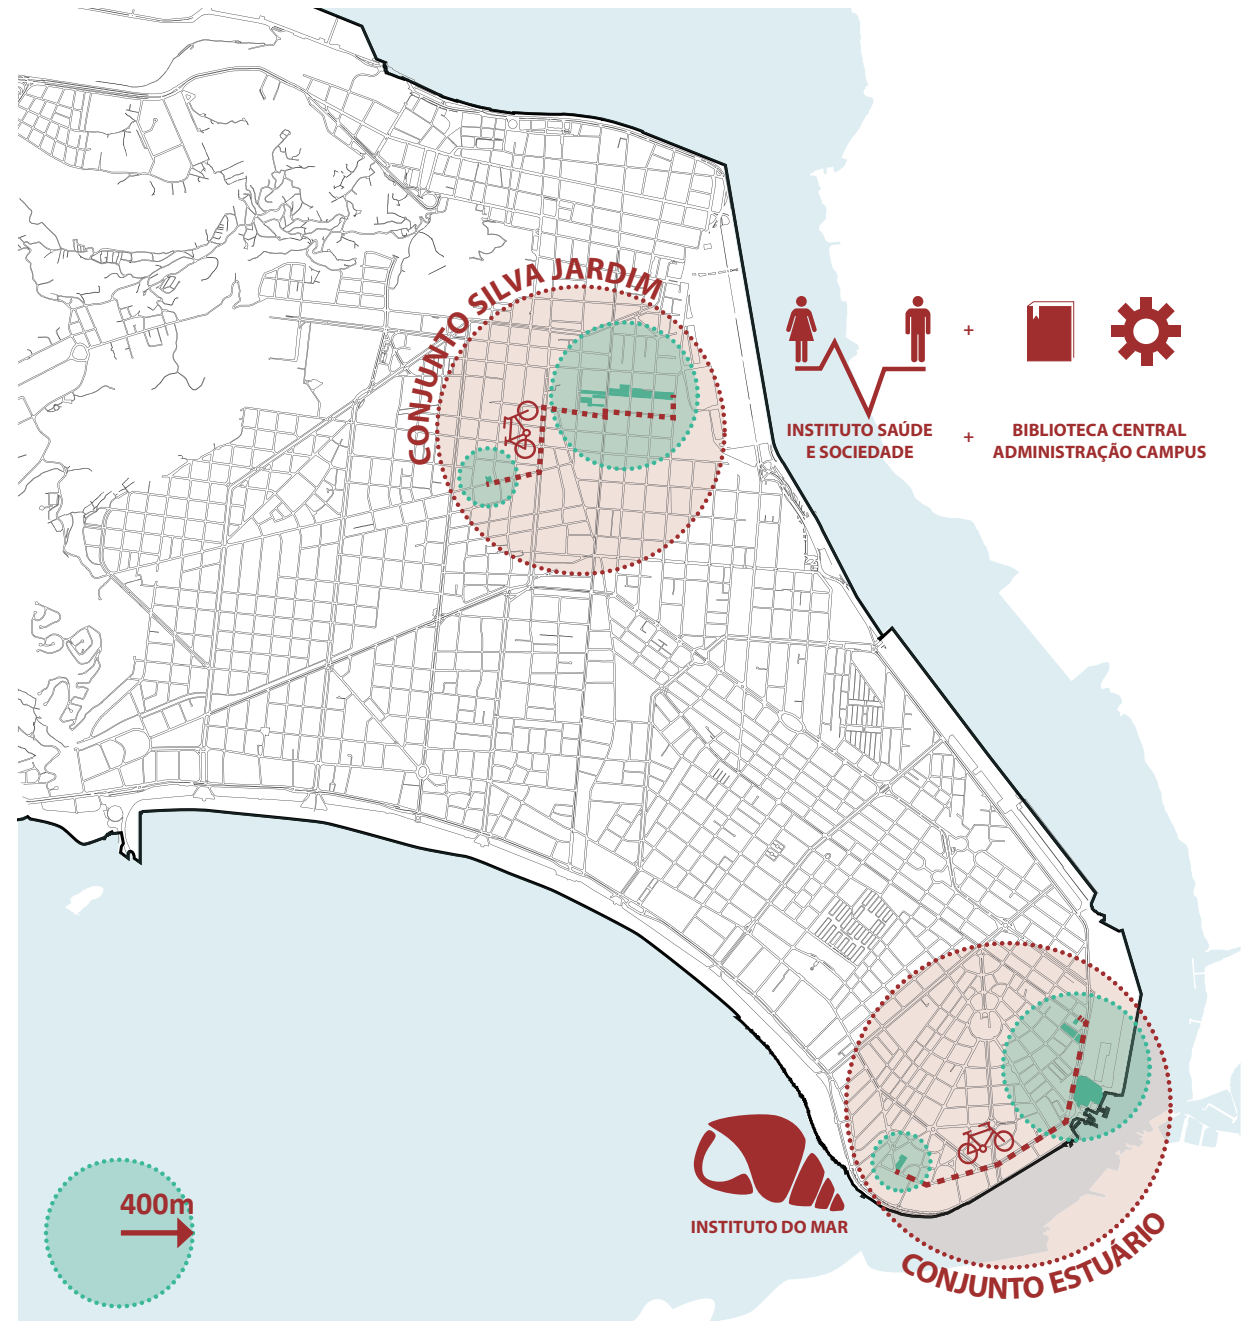 CONJUNTO SILVA JARDIM
+
INSTITUTO SAÚDE
E SOCIEDADE
+
BIBLIOTECA CENTRAL
ADMINISTRAÇÃO CAMPUS
400m
INSTITUTO DO MAR
CONJUNTO ESTUÁRIO